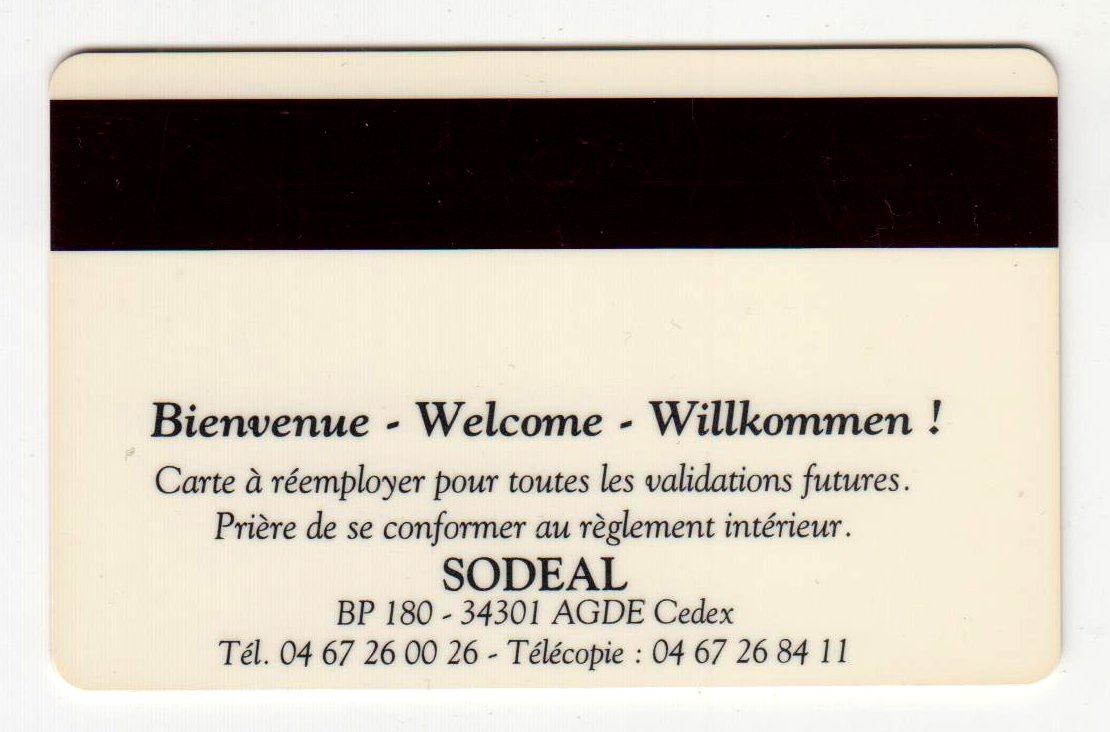 Bienvenue - Welcome - Willkommen !
Carte à réemployer pour toutes les validations futures.
Prière de se conformer au règlement intérieur.
SODEAL
BP 180 - 34301 AGDE Cedex
Tél. 04 67 26 00 26 - Télécopie : 04 67 26 84 11